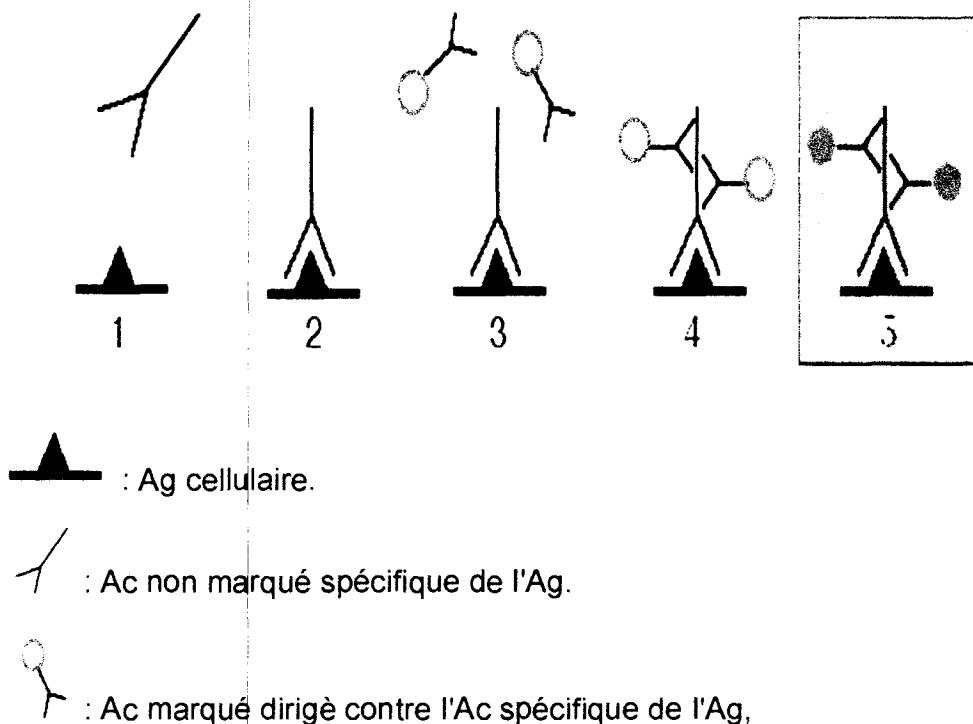 1 2 3 4 5
: Ag cellulaire.
: Ac non marqué spécifique de l'Ag.
: Ac marqué dirigè contre l'Ac spécifique de l'Ag,